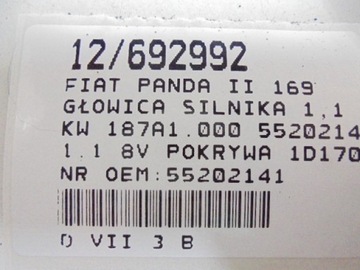 12/692992
FIAT PANDA II 169
GŁOWICA SILNIKA 1,1
KW 187A1.000 5520214
1.1 8V POKRYWA 1D170
NR OEM:55202141
D VII 3 B